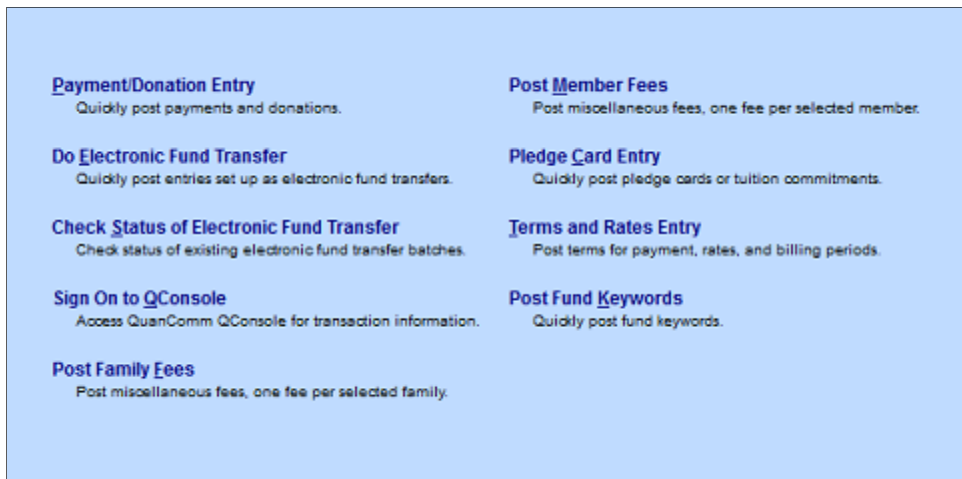 Payment/Donation Entry
Quickly post payments and donations.
Do Electronic Fund Transfer
Quickly post entries set up as electronic fund transfers.
Check Status of Electronic Fund Transfer
Check status of existing electronic fund transfer batches.
Sign On to QConsole
Access QuanComm QConsole for transaction information.
Post Family Fees
Post miscellaneous fees, one fee per selected family.
Post Member Fees
Post miscellaneous fees, one fee per selected member.
Pledge Card Entry
Quickly post pledge cards or tuition commitments.
Terms and Rates Entry
Post terms for payment, rates, and billing periods.
Post Fund Keywords
Quickly post fund keywords.